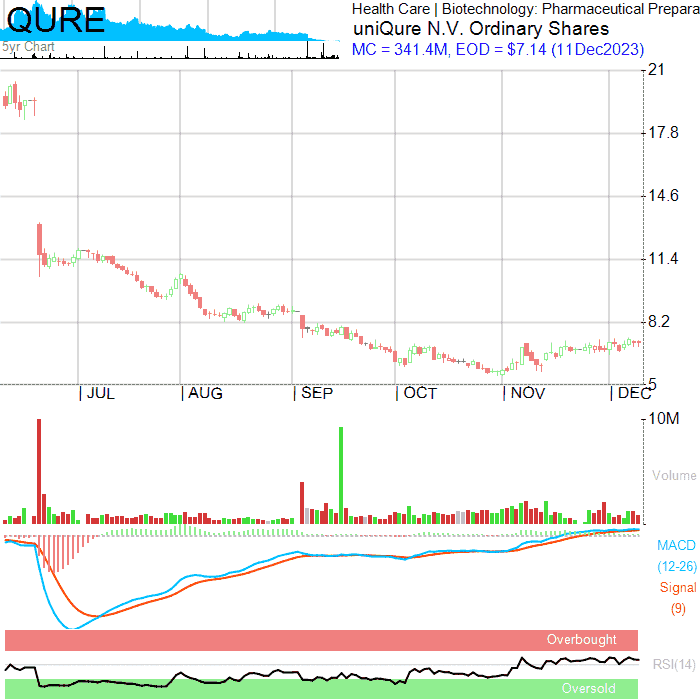 QURE
5yr Chart
Health Care | Biotechnology: Pharmaceutical Prepara
uniQure N.V. Ordinary Shares
MC = 341.4M, EOD = $7.14 (11Dec2023)
21
17.8
14.6
11.4
8.2
5
| JUL | AUG | SEP | OCT | NOV | DEC
10M
Volume
MACD
(12-26)
Signal
(9)
Overbought
RSI(14)
Oversold